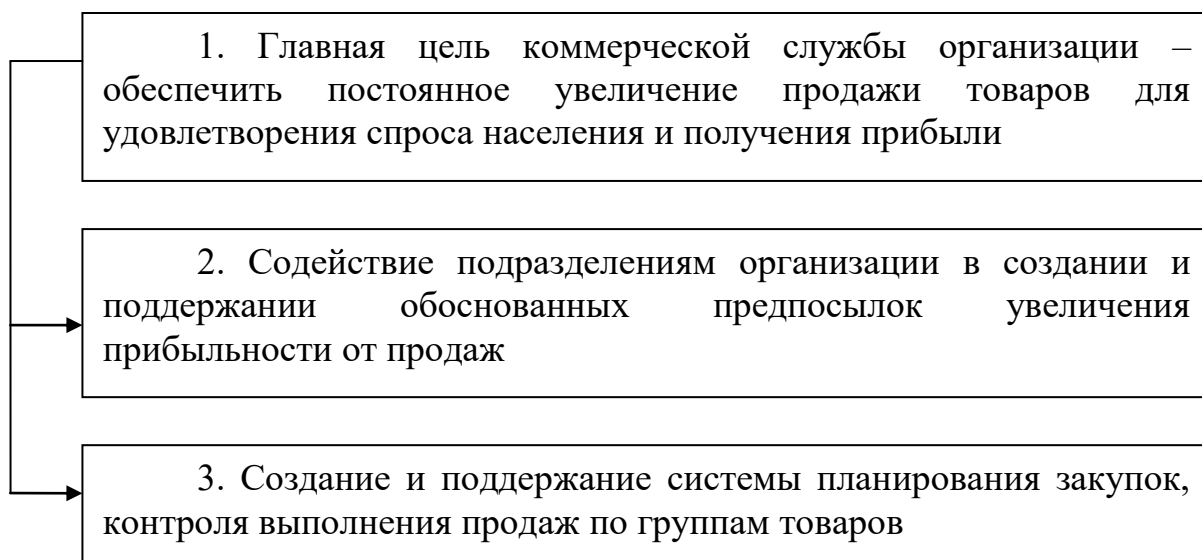 1. Главная цель коммерческой службы организации –
обеспечить постоянное увеличение продажи товаров для
удовлетворения спроса населения и получения прибыли
2. Содействие подразделениям организации в создании и
поддержании обоснованных предпосылок увеличения
прибыльности от продаж
3. Создание и поддержание системы планирования закупок,
контроля выполнения продаж по группам товаров